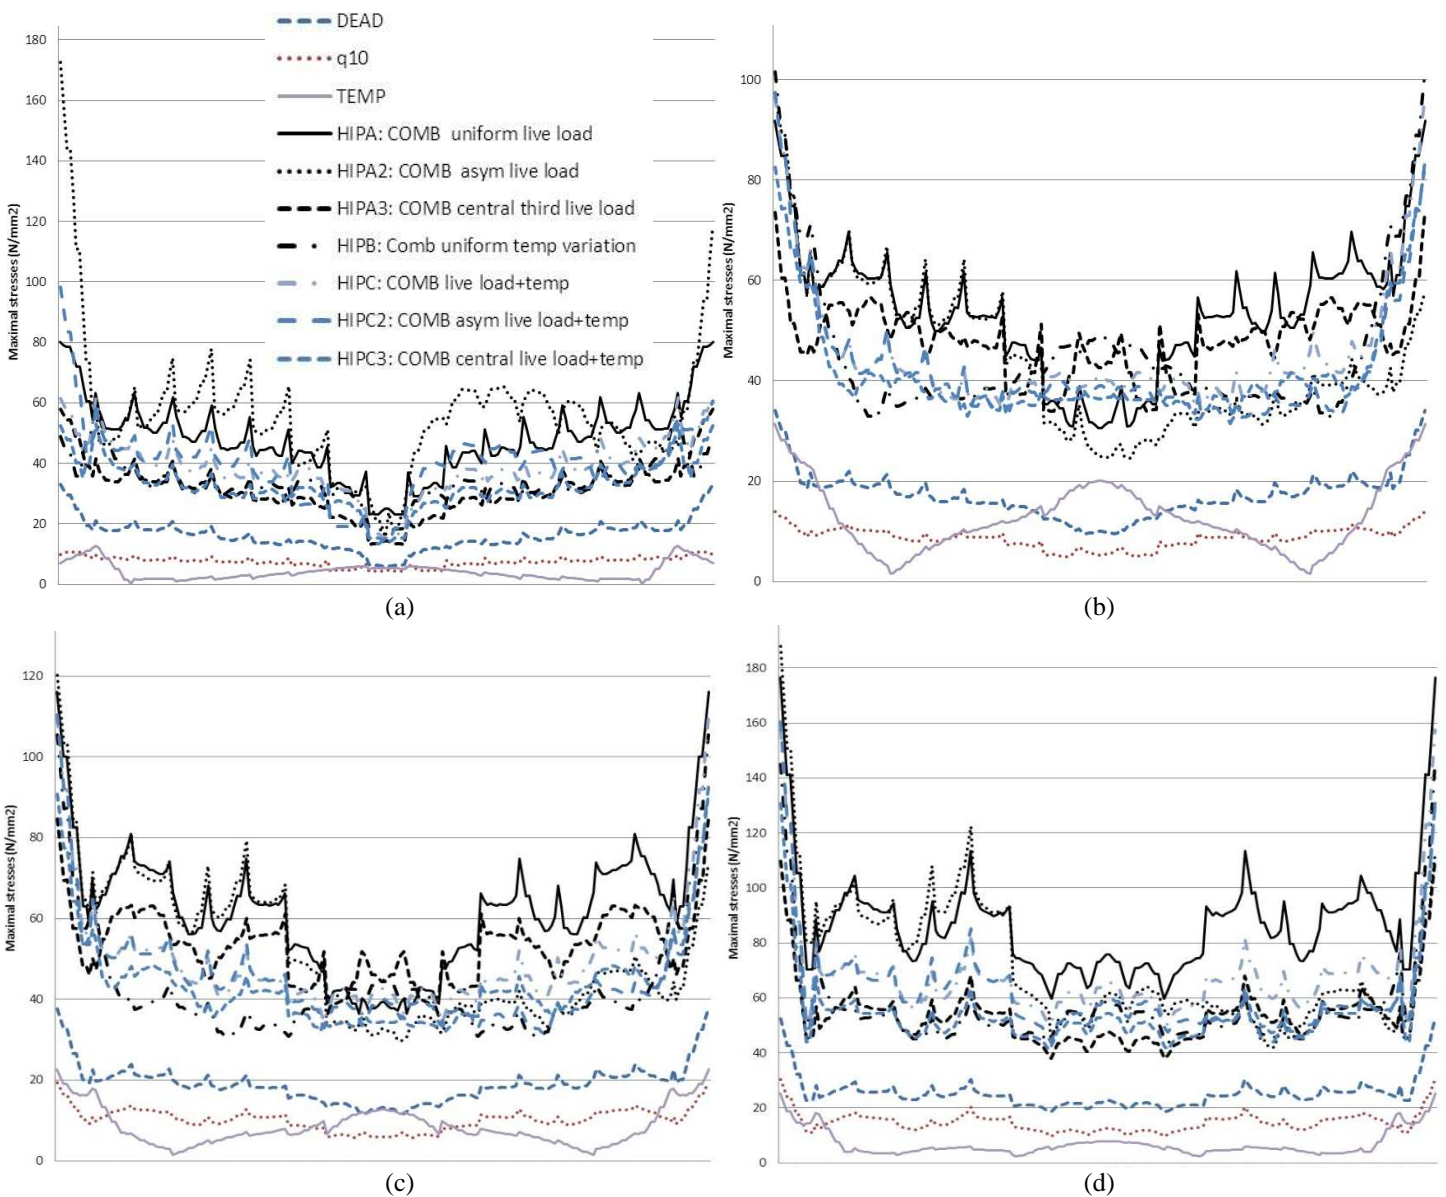 DEAD
q10
TEMP
HIPA: COMB uniform live load
HIPA2: COMB asym live load
HIPA3: COMB central third live load
HIPB: Comb uniform temp variation
HIPC: COMB live load+temp
HIPC2: COMB asym live load+temp
HIPC3: COMB central live load+temp
Maximal stresses (N/mm2)
180
160
140
120
100
80
60
40
20
0
(a)
Maximal stresses (N/mm2)
100
80
60
40
20
0
(b)
Maximal stresses (N/mm2)
120
100
80
60
40
20
0
(c)
Maximal stresses (N/mm2)
180
160
140
120
100
80
60
40
20
0
(d)